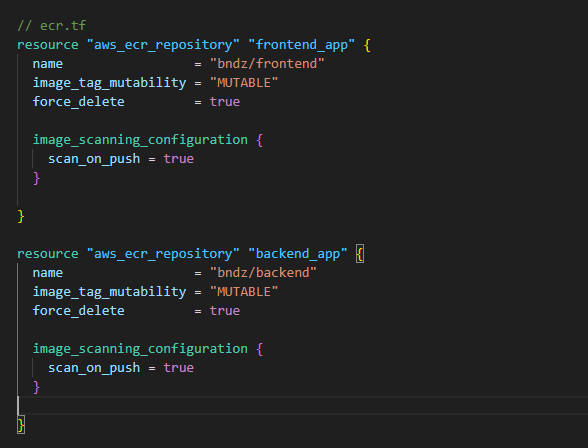 // ecr.tf
resource "aws_ecr_repository" "frontend_app" {
  name                 = "bndz/frontend"
  image_tag_mutability = "MUTABLE"
  force_delete         = true

  image_scanning_configuration {
    scan_on_push = true
  }

}

resource "aws_ecr_repository" "backend_app" {
  name                 = "bndz/backend"
  image_tag_mutability = "MUTABLE"
  force_delete         = true

  image_scanning_configuration {
    scan_on_push = true
  }

}